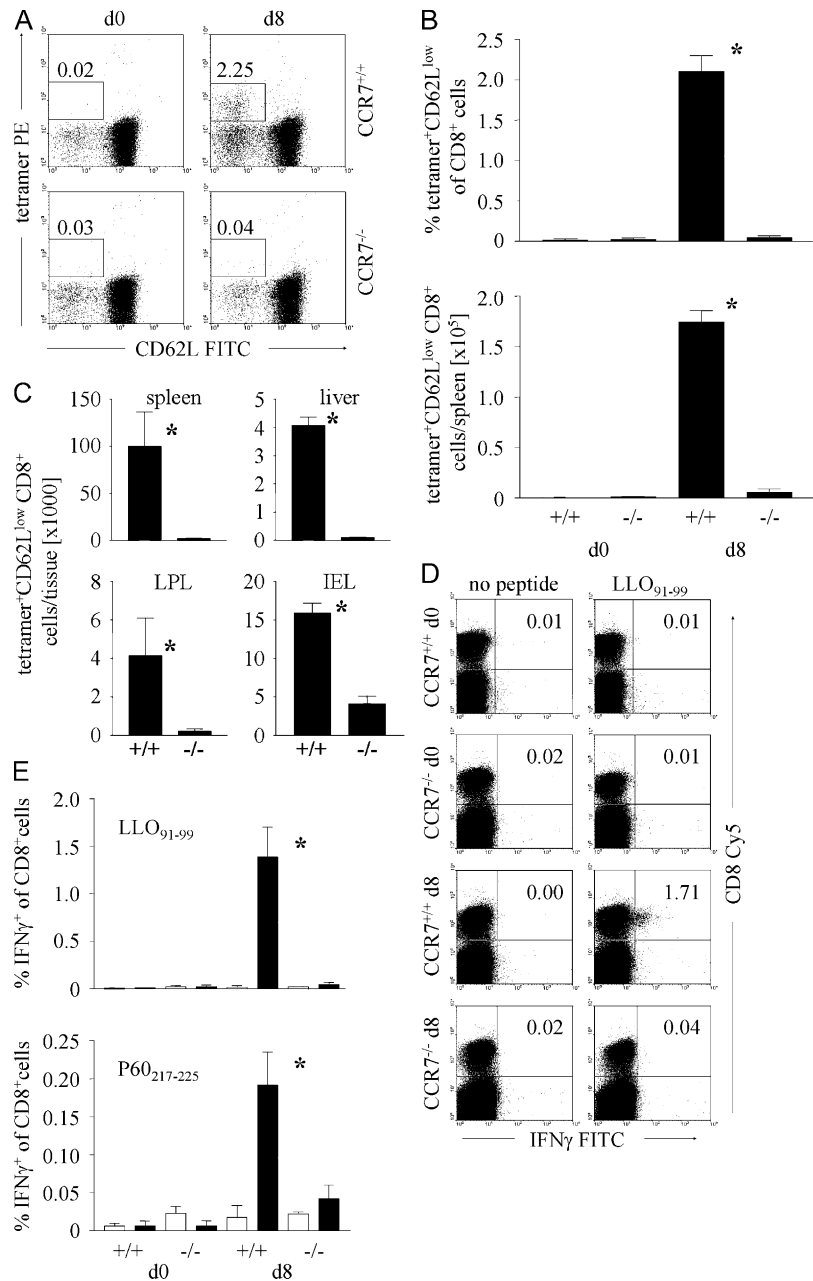 A
d0 d8
0.02 2.25
CCR7+/+
0.03 0.04
CCR7-/-
tetramer PE
CD62L FITC
B
% tetramer+CD62Llow
of CD8+ cells
2.5
2.0
1.5
1.0
0.5
0
*
tetramer+CD62Llow CD8+
cells/spleen [x10^5]
2.0
1.5
1.0
0.5
0
*
+/+ -/- +/+ -/-
d0 d8
C
tetramer+CD62Llow CD8+
cells/tissue [x1000]
spleen
150
100
50
0
*
liver
5
4
3
2
1
0
*
LPL
8
6
4
2
0
*
+/+ -/-
IEL
20
15
10
5
0
*
+/+ -/-
D
no peptide LLO91-99
CCR7+/+ d0
0.01 0.01
CCR7-/- d0
0.02 0.01
CCR7+/+ d8
0.00 1.71
CCR7-/- d8
0.02 0.04
CD8 Cy5
IFNγ FITC
E
% IFNγ+ of CD8+cells
LLO91-99
2.0
1.5
1.0
0.5
0
*
% IFNγ+ of CD8+cells
P60217-225
0.25
0.20
0.15
0.10
0.05
0
*
+/+ -/- +/+ -/-
d0 d8